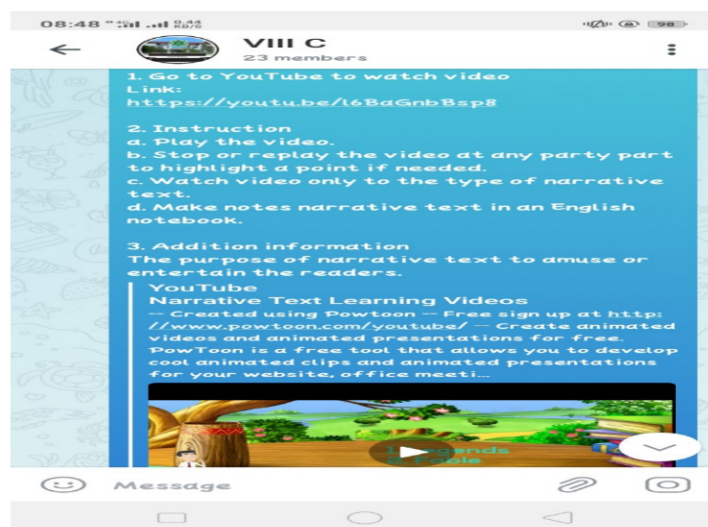 08:48
0.44
KB/S
98
VIII C
23 members
1. Go to YouTube to watch video
Link:
https://youtu.be/l6BaGnbBsp8
2. Instruction
a. Play the video.
b. Stop or replay the video at any party part
to highlight a point if needed.
c. Watch video only to the type of narrative
text.
d. Make notes narrative text in an English
notebook.
3. Addition information
The purpose of narrative text to amuse or
entertain the readers.
YouTube
Narrative Text Learning Videos
-- Created using Powtoon -- Free sign up at http:
//www.powtoon.com/youtube/ -- Create animated
videos and animated presentations for free.
PowToon is a free tool that allows you to develop
cool animated clips and animated presentations
for your website, office meeti...
Legends
Fable
Message